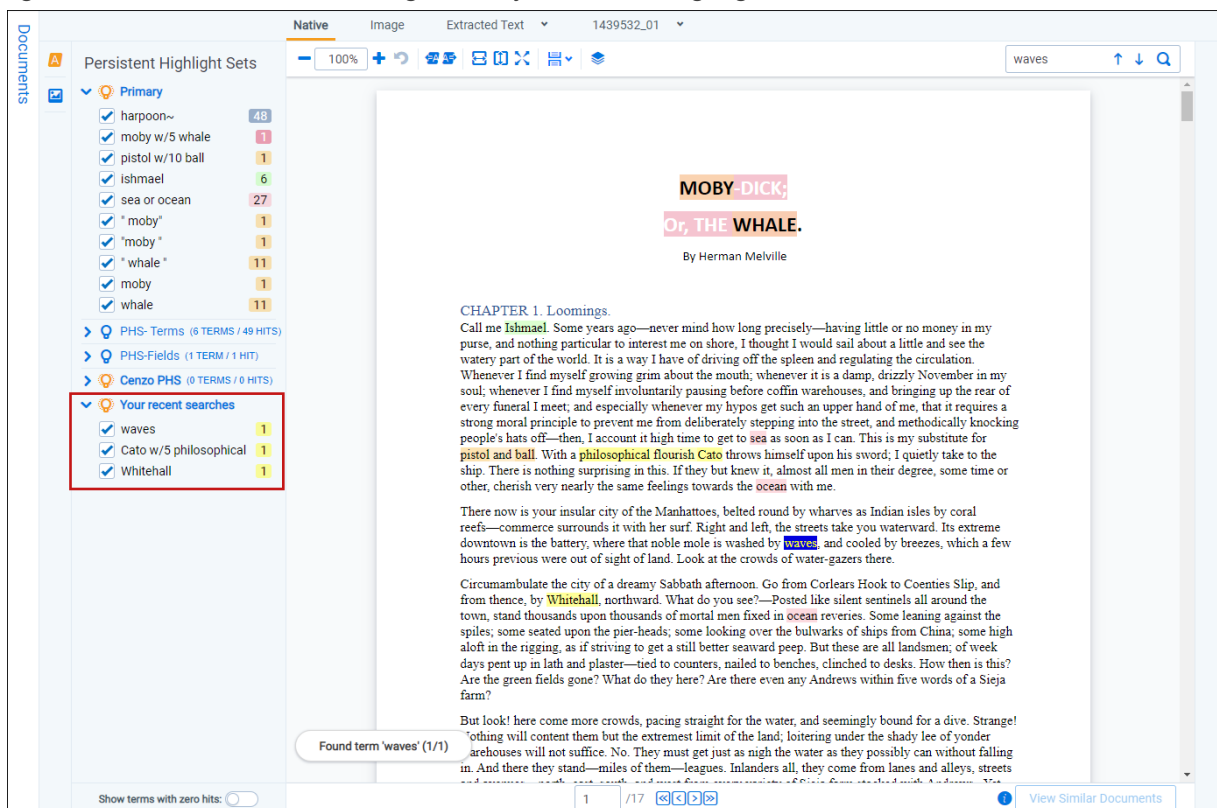 Documents
Native Image Extracted Text 1439532_01
A
Persistent Highlight Sets
100%
waves
Primary
harpoon~ 48
moby w/5 whale 1
pistol w/10 ball 1
ishmael 6
sea or ocean 27
" moby" 1
"moby " 1
" whale " 11
moby 1
whale 11
PHS- Terms (6 TERMS / 49 HITS)
PHS-Fields (1 TERM / 1 HIT)
Cenzo PHS (0 TERMS / 0 HITS)
Your recent searches
waves 1
Cato w/5 philosophical 1
Whitehall 1
Show terms with zero hits:
MOBY-DICK;
Or, THE WHALE.
By Herman Melville
CHAPTER 1. Loomings.
Call me Ishmael. Some years ago—never mind how long precisely—having little or no money in my
purse, and nothing particular to interest me on shore, I thought I would sail about a little and see the
watery part of the world. It is a way I have of driving off the spleen and regulating the circulation.
Whenever I find myself growing grim about the mouth; whenever it is a damp, drizzly November in my
soul; whenever I find myself involuntarily pausing before coffin warehouses, and bringing up the rear of
every funeral I meet; and especially whenever my hypos get such an upper hand of me, that it requires a
strong moral principle to prevent me from deliberately stepping into the street, and methodically knocking
people's hats off—then, I account it high time to get to sea as soon as I can. This is my substitute for
pistol and ball. With a philosophical flourish Cato throws himself upon his sword; I quietly take to the
ship. There is nothing surprising in this. If they but knew it, almost all men in their degree, some time or
other, cherish very nearly the same feelings towards the ocean with me.
There now is your insular city of the Manhattoes, belted round by wharves as Indian isles by coral
reefs—commerce surrounds it with her surf. Right and left, the streets take you waterward. Its extreme
downtown is the battery, where that noble mole is washed by waves, and cooled by breezes, which a few
hours previous were out of sight of land. Look at the crowds of water-gazers there.
Circumambulate the city of a dreamy Sabbath afternoon. Go from Corlears Hook to Coenties Slip, and
from thence, by Whitehall, northward. What do you see?—Posted like silent sentinels all around the
town, stand thousands upon thousands of mortal men fixed in ocean reveries. Some leaning against the
spiles; some seated upon the pier-heads; some looking over the bulwarks of ships from China; some high
aloft in the rigging, as if striving to get a still better seaward peep. But these are all landsmen; of week
days pent up in lath and plaster—tied to counters, nailed to benches, clinched to desks. How then is this?
Are the green fields gone? What do they here? Are there even any Andrews within five words of a Sieja
farm?
But look! here come more crowds, pacing straight for the water, and seemingly bound for a dive. Strange!
Nothing will content them but the extremest limit of the land; loitering under the shady lee of yonder
warehouses will not suffice. No. They must get just as nigh the water as they possibly can without falling
in. And there they stand—miles of them—leagues. Inlanders all, they come from lanes and alleys, streets
Found term 'waves' (1/1)
1 /17
View Similar Documents